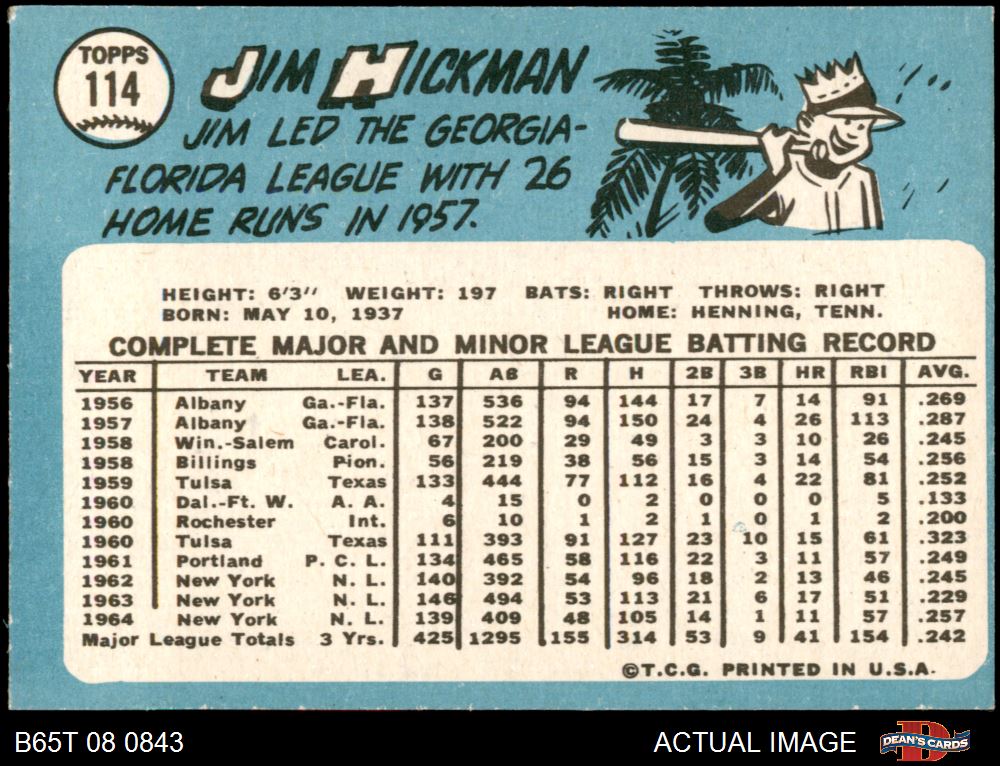 TOPPS
114
JIM HICKMAN
JIM LED THE GEORGIA-
FLORIDA LEAGUE WITH 26
HOME RUNS IN 1957.
HEIGHT: 6'3" WEIGHT: 197 BATS: RIGHT THROWS: RIGHT
BORN: MAY 10, 1937 HOME: HENNING, TENN.
COMPLETE MAJOR AND MINOR LEAGUE BATTING RECORD
YEAR TEAM LEA. G AB R H 2B 3B HR RBI AVG.
1956 Albany Ga.-Fla. 137 536 94 144 17 7 14 91 .269
1957 Albany Ga.-Fla. 138 522 94 150 24 4 26 113 .287
1958 Win.-Salem Carol. 67 200 29 49 3 3 10 26 .245
1958 Billings Pion. 56 219 38 56 15 3 14 54 .256
1959 Tulsa Texas 133 444 77 112 16 4 22 81 .252
1960 Dal.-Ft. W. A. A. 4 15 0 2 0 0 0 5 .133
1960 Rochester Int. 6 10 1 2 1 0 1 2 .200
1960 Tulsa Texas 111 393 91 127 23 10 15 61 .323
1961 Portland P. C. L. 134 465 58 116 22 3 11 57 .249
1962 New York N. L. 140 392 54 96 18 2 13 46 .245
1963 New York N. L. 146 494 53 113 21 6 17 51 .229
1964 New York N. L. 139 409 48 105 14 1 11 57 .257
Major League Totals 3 Yrs. 425 1295 155 314 53 9 41 154 .242
©T.C.G. PRINTED IN U.S.A.
B65T 08 0843 ACTUAL IMAGE DEAN'S CARDS